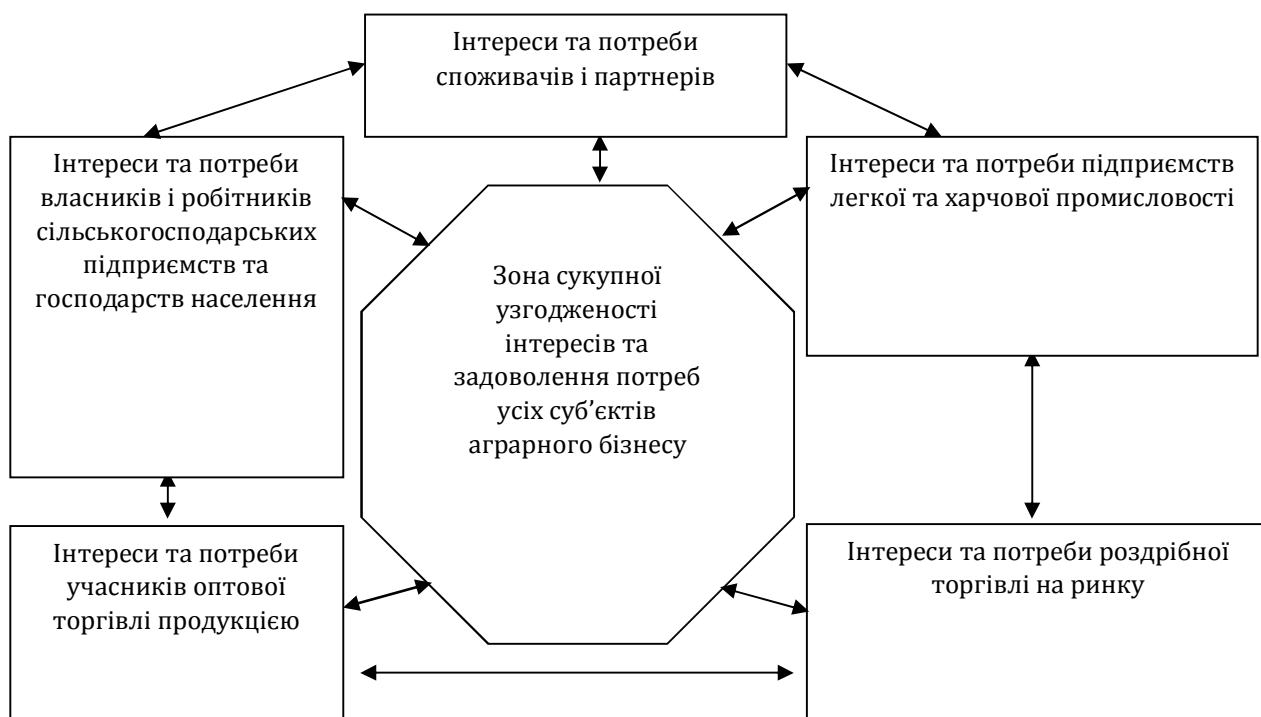 Інтереси та потреби
споживачів і партнерів
Інтереси та потреби
власників і робітників
сільськогосподарських
підприємств та
господарств населення
Інтереси та потреби підприємств
легкої та харчової промисловості
Зона сукупної
узгодженості
інтересів та
задоволення потреб
усіх суб’єктів
аграрного бізнесу
Інтереси та потреби
учасників оптової
торгівлі продукцією
Інтереси та потреби роздрібної
торгівлі на ринку